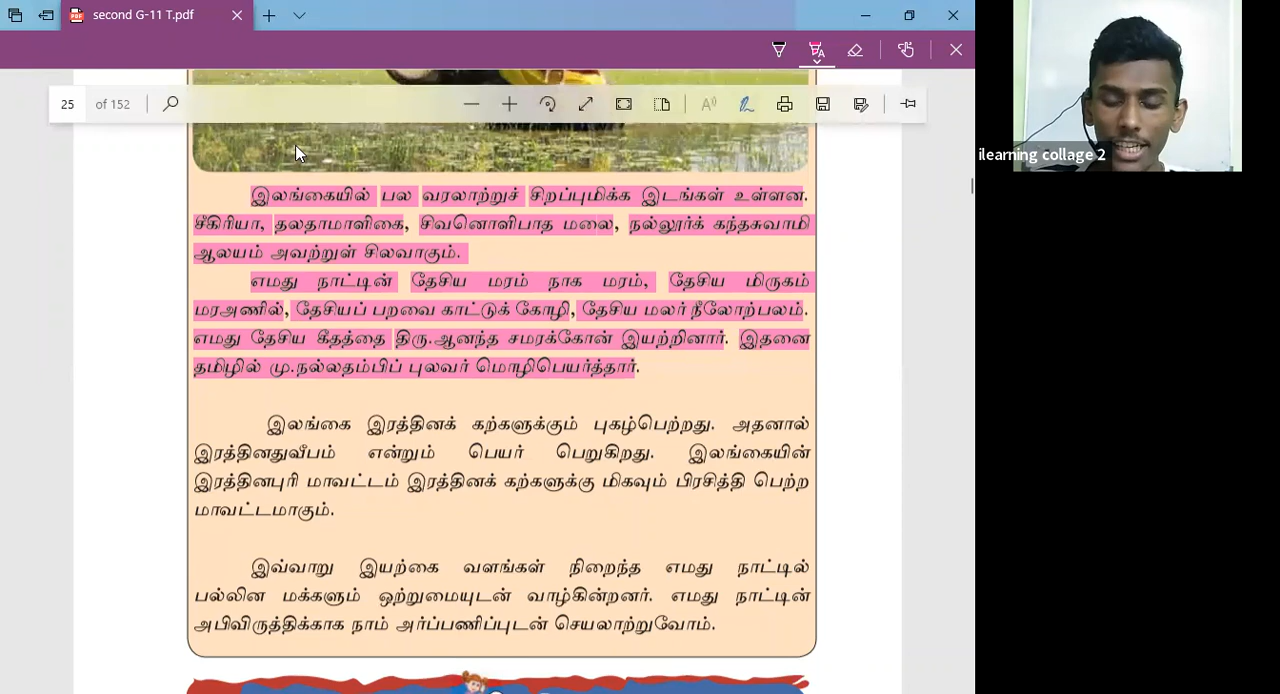 second G-11 T.pdf
25 of 152
ilearning collage 2
இலங்கையில் பல வரலாற்றுச் சிறப்புமிக்க இடங்கள் உள்ளன.
சீகிரியா, தலதாமாளிகை, சிவனொளிபாத மலை, நல்லூர்க் கந்தசுவாமி
ஆலயம் அவற்றுள் சிலவாகும்.
எமது நாட்டின் தேசிய மரம் நாக மரம், தேசிய மிருகம்
மரஅணில், தேசியப் பறவை காட்டுக் கோழி, தேசிய மலர் நீலோற்பலம்.
எமது தேசிய கீதத்தை திரு.ஆனந்த சமரக்கோன் இயற்றினார். இதனை
தமிழில் மு.நல்லதம்பிப் புலவர் மொழிபெயர்த்தார்.
இலங்கை இரத்தினக் கற்களுக்கும் புகழ்பெற்றது. அதனால்
இரத்தினதுவீபம் என்றும் பெயர் பெறுகிறது. இலங்கையின்
இரத்தினபுரி மாவட்டம் இரத்தினக் கற்களுக்கு மிகவும் பிரசித்தி பெற்ற
மாவட்டமாகும்.
இவ்வாறு இயற்கை வளங்கள் நிறைந்த எமது நாட்டில்
பல்லின மக்களும் ஒற்றுமையுடன் வாழ்கின்றனர். எமது நாட்டின்
அபிவிருத்திக்காக நாம் அர்ப்பணிப்புடன் செயலாற்றுவோம்.